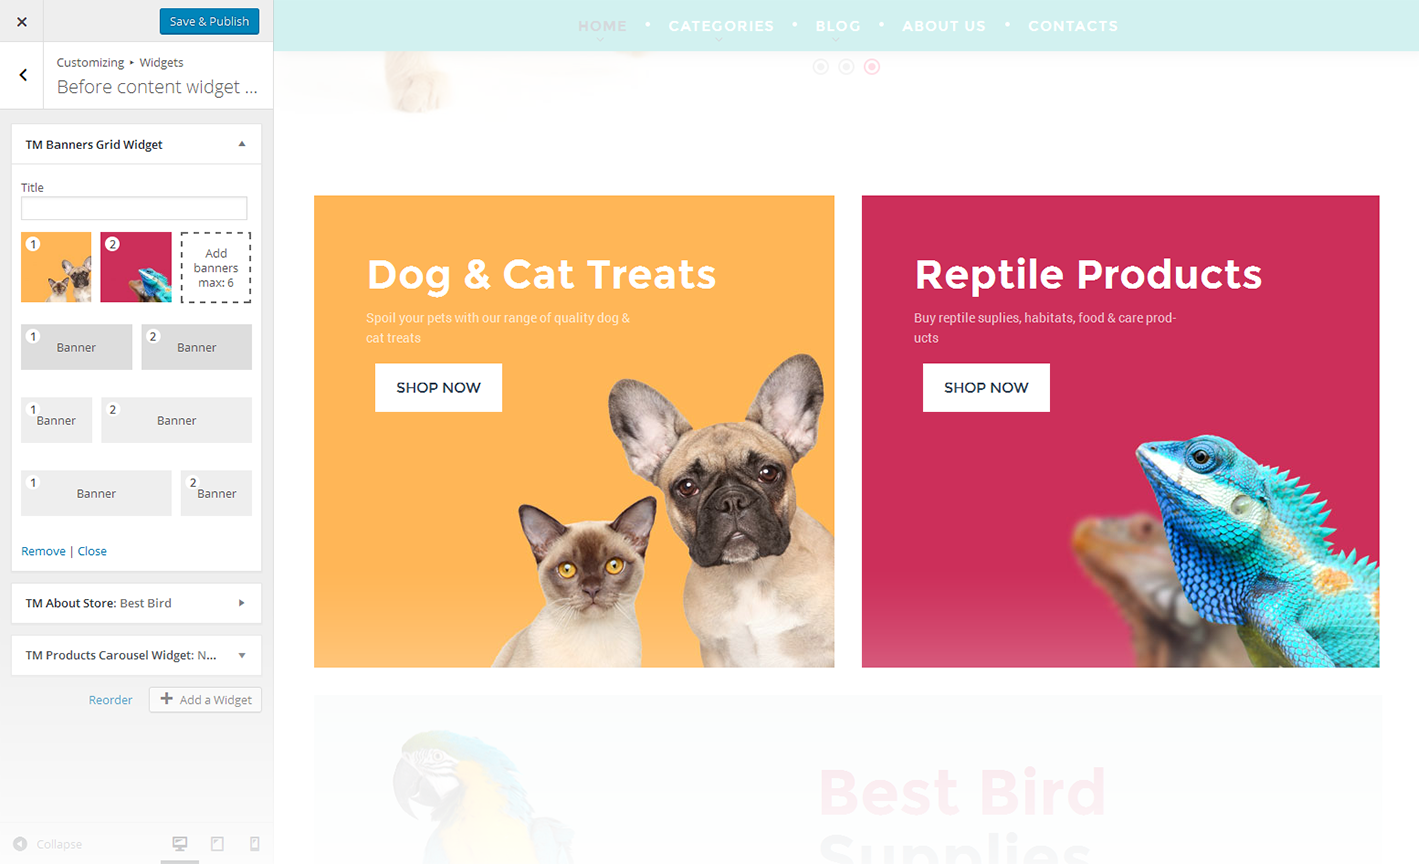 Save & Publish
Customizing ▸ Widgets
Before content widget ...
TM Banners Grid Widget
Title
1
2
Add
banners
max: 6
1 Banner
2 Banner
1 Banner
2 Banner
1 Banner
2 Banner
Remove | Close
TM About Store: Best Bird
TM Products Carousel Widget: N...
Reorder
Add a Widget
Collapse
HOME • CATEGORIES • BLOG • ABOUT US • CONTACTS
Dog & Cat Treats
Spoil your pets with our range of quality dog &
cat treats
SHOP NOW
Reptile Products
Buy reptile suplies, habitats, food & care prod-
ucts
SHOP NOW
Best Bird
Supplies